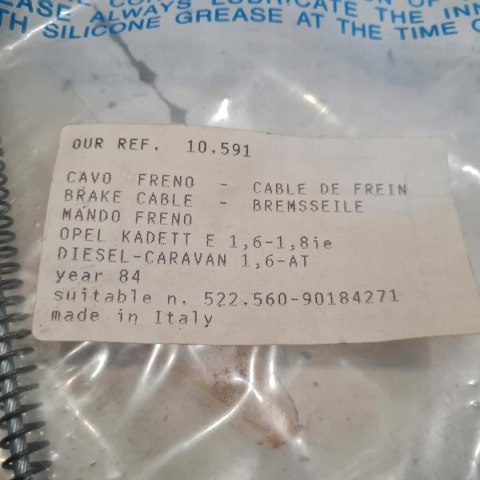 EASE ALWAYS LUBRICATE THE INN
TH SILICONE GREASE AT THE TIME O
OUR REF. 10.591
CAVO FRENO - CABLE DE FREIN
BRAKE CABLE - BREMSSEILE
MANDO FRENO
OPEL KADETT E 1,6-1,8ie
DIESEL-CARAVAN 1,6-AT
year 84
suitable n. 522.560-90184271
made in Italy